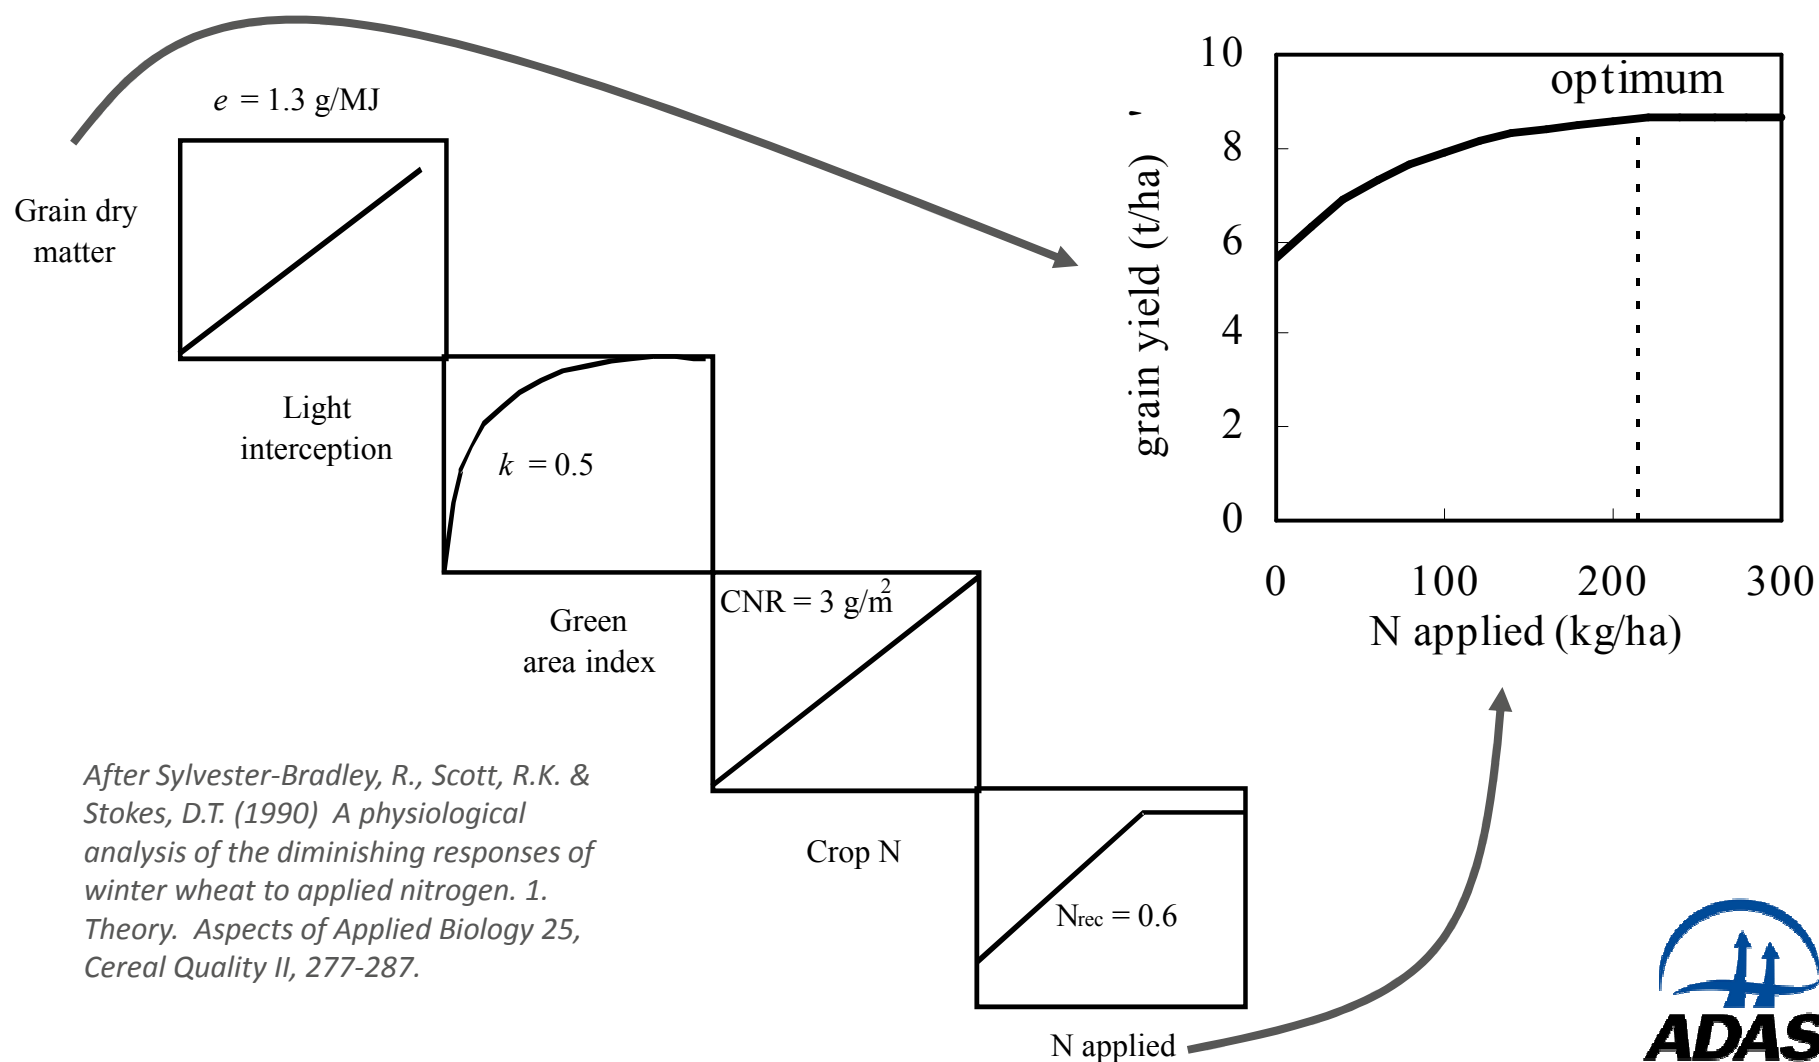 e = 1.3 g/MJ
Grain dry
matter
Light
interception
k = 0.5
Green
area index
CNR = 3 g/m²
Crop N
Nrec = 0.6
N applied
10
8
6
4
2
0
optimum
grain yield (t/ha) '
0 100 200 300
N applied (kg/ha)
After Sylvester-Bradley, R., Scott, R.K. &
Stokes, D.T. (1990) A physiological
analysis of the diminishing responses of
winter wheat to applied nitrogen. 1.
Theory. Aspects of Applied Biology 25,
Cereal Quality II, 277-287.
ADAS